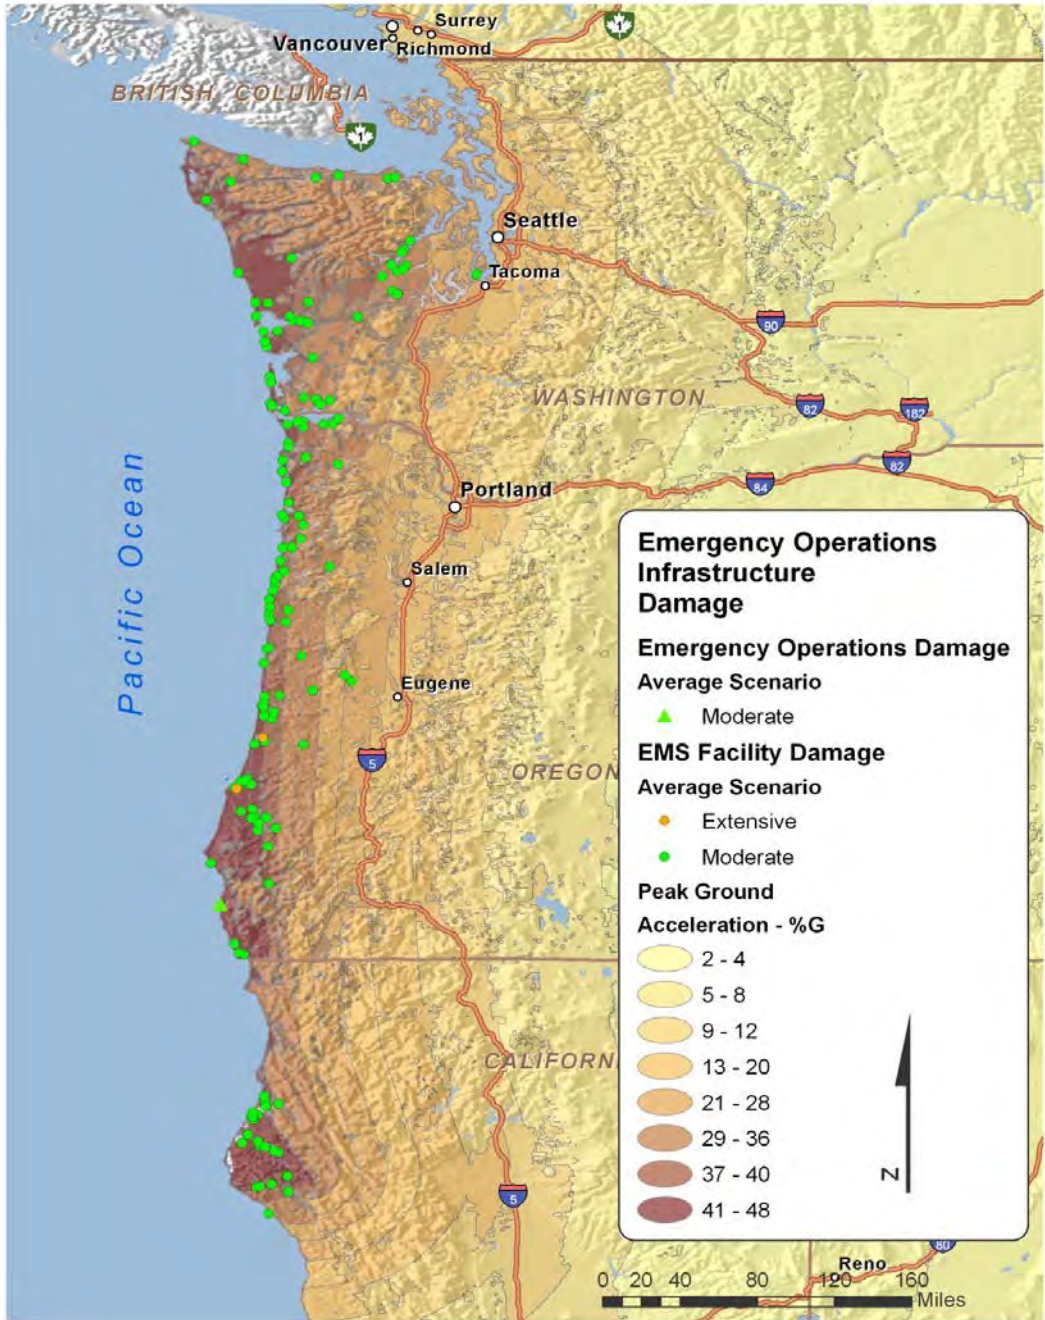 Surrey
1
Vancouver
Richmond
BRITISH COLUMBIA
1
Seattle
Tacoma
90
WASHINGTON
82
182
82
84
Pacific Ocean
Portland
Salem
Eugene
5
OREGON
CALIFORNI
5
Emergency Operations
Infrastructure
Damage
Emergency Operations Damage
Average Scenario
Moderate
EMS Facility Damage
Average Scenario
Extensive
Moderate
Peak Ground
Acceleration - %G
2 - 4
5 - 8
9 - 12
13 - 20
21 - 28
29 - 36
37 - 40
41 - 48
N
80
Reno
0 20 40 80 120 160
Miles